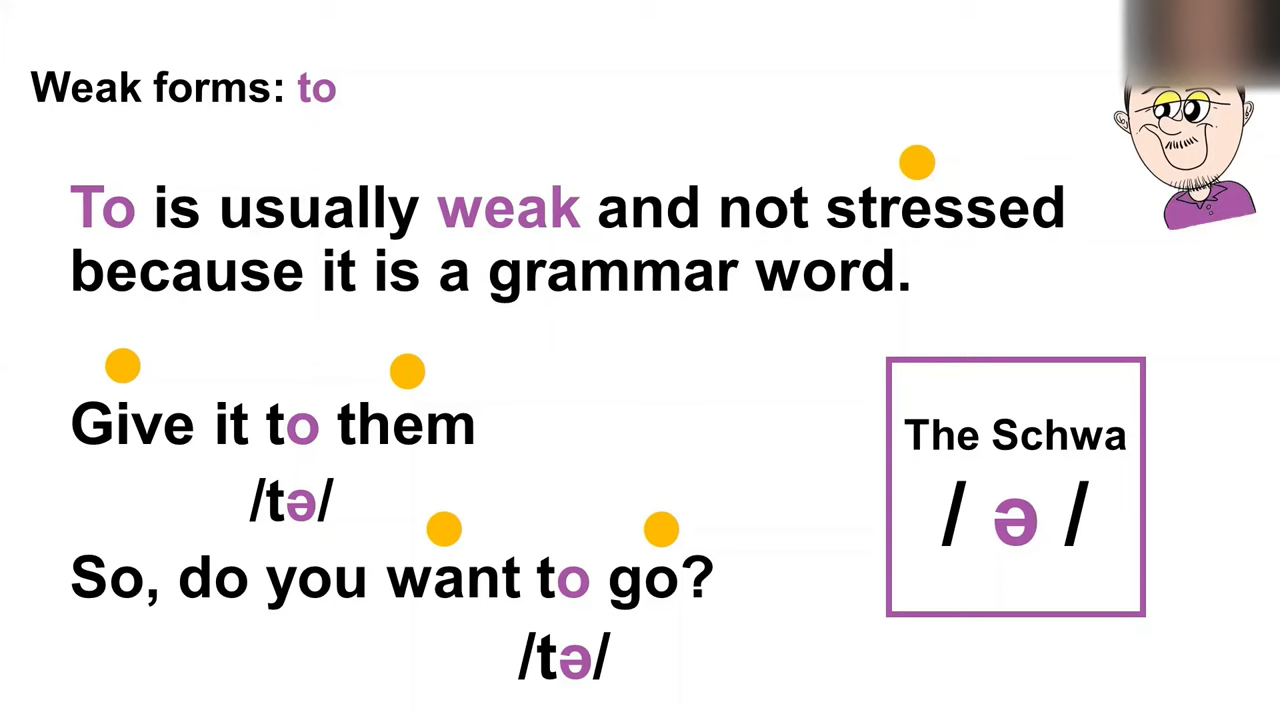 Weak forms: to
To is usually weak and not stressed
because it is a grammar word.
Give it to them
/tə/
So, do you want to go?
/tə/
The Schwa
/ ə /